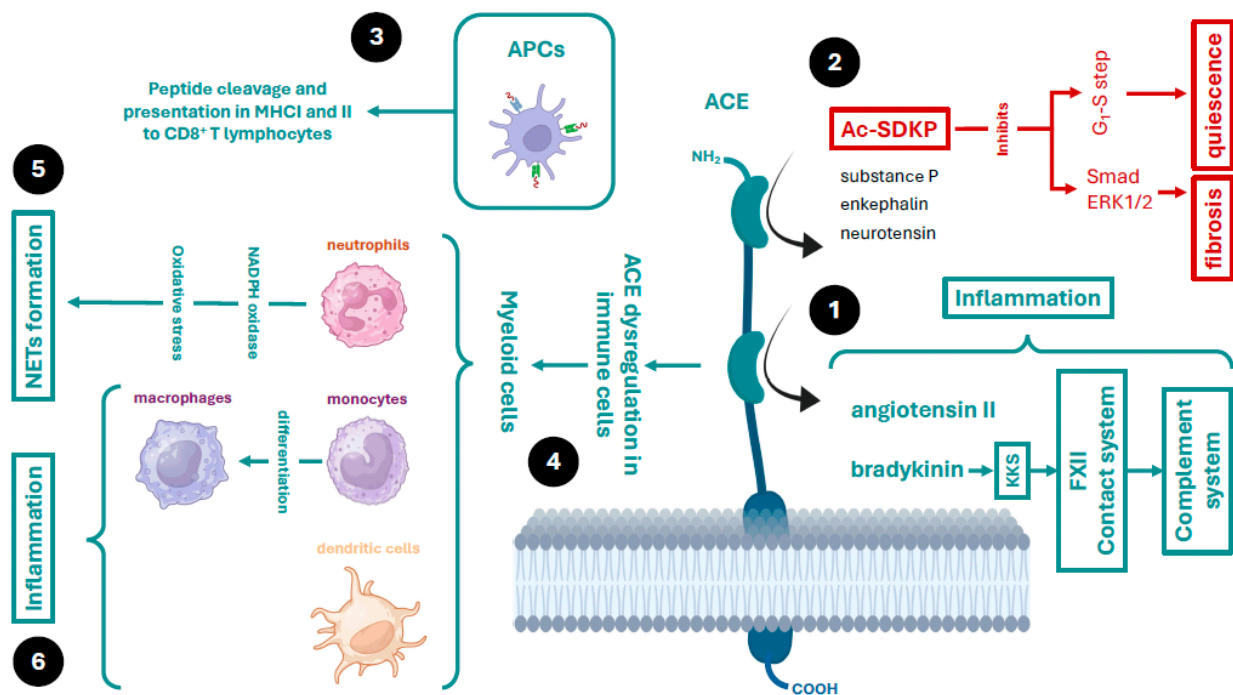 3
APCs
Peptide cleavage and
presentation in MHCI and II
to CD8⁺ T lymphocytes
2
ACE
NH₂
Ac-SDKP
Inhibits
G₁-S step
quiescence
Smad
ERK1/2
fibrosis
substance P
enkephalin
neurotensin
1
Inflammation
angiotensin II
bradykinin
KKS
FXII
Contact system
Complement
system
4
ACE dysregulation in
immune cells
Myeloid cells
5
NETs formation
Oxidative stress
NADPH oxidase
neutrophils
macrophages
differentiation
monocytes
dendritic cells
Inflammation
6
COOH